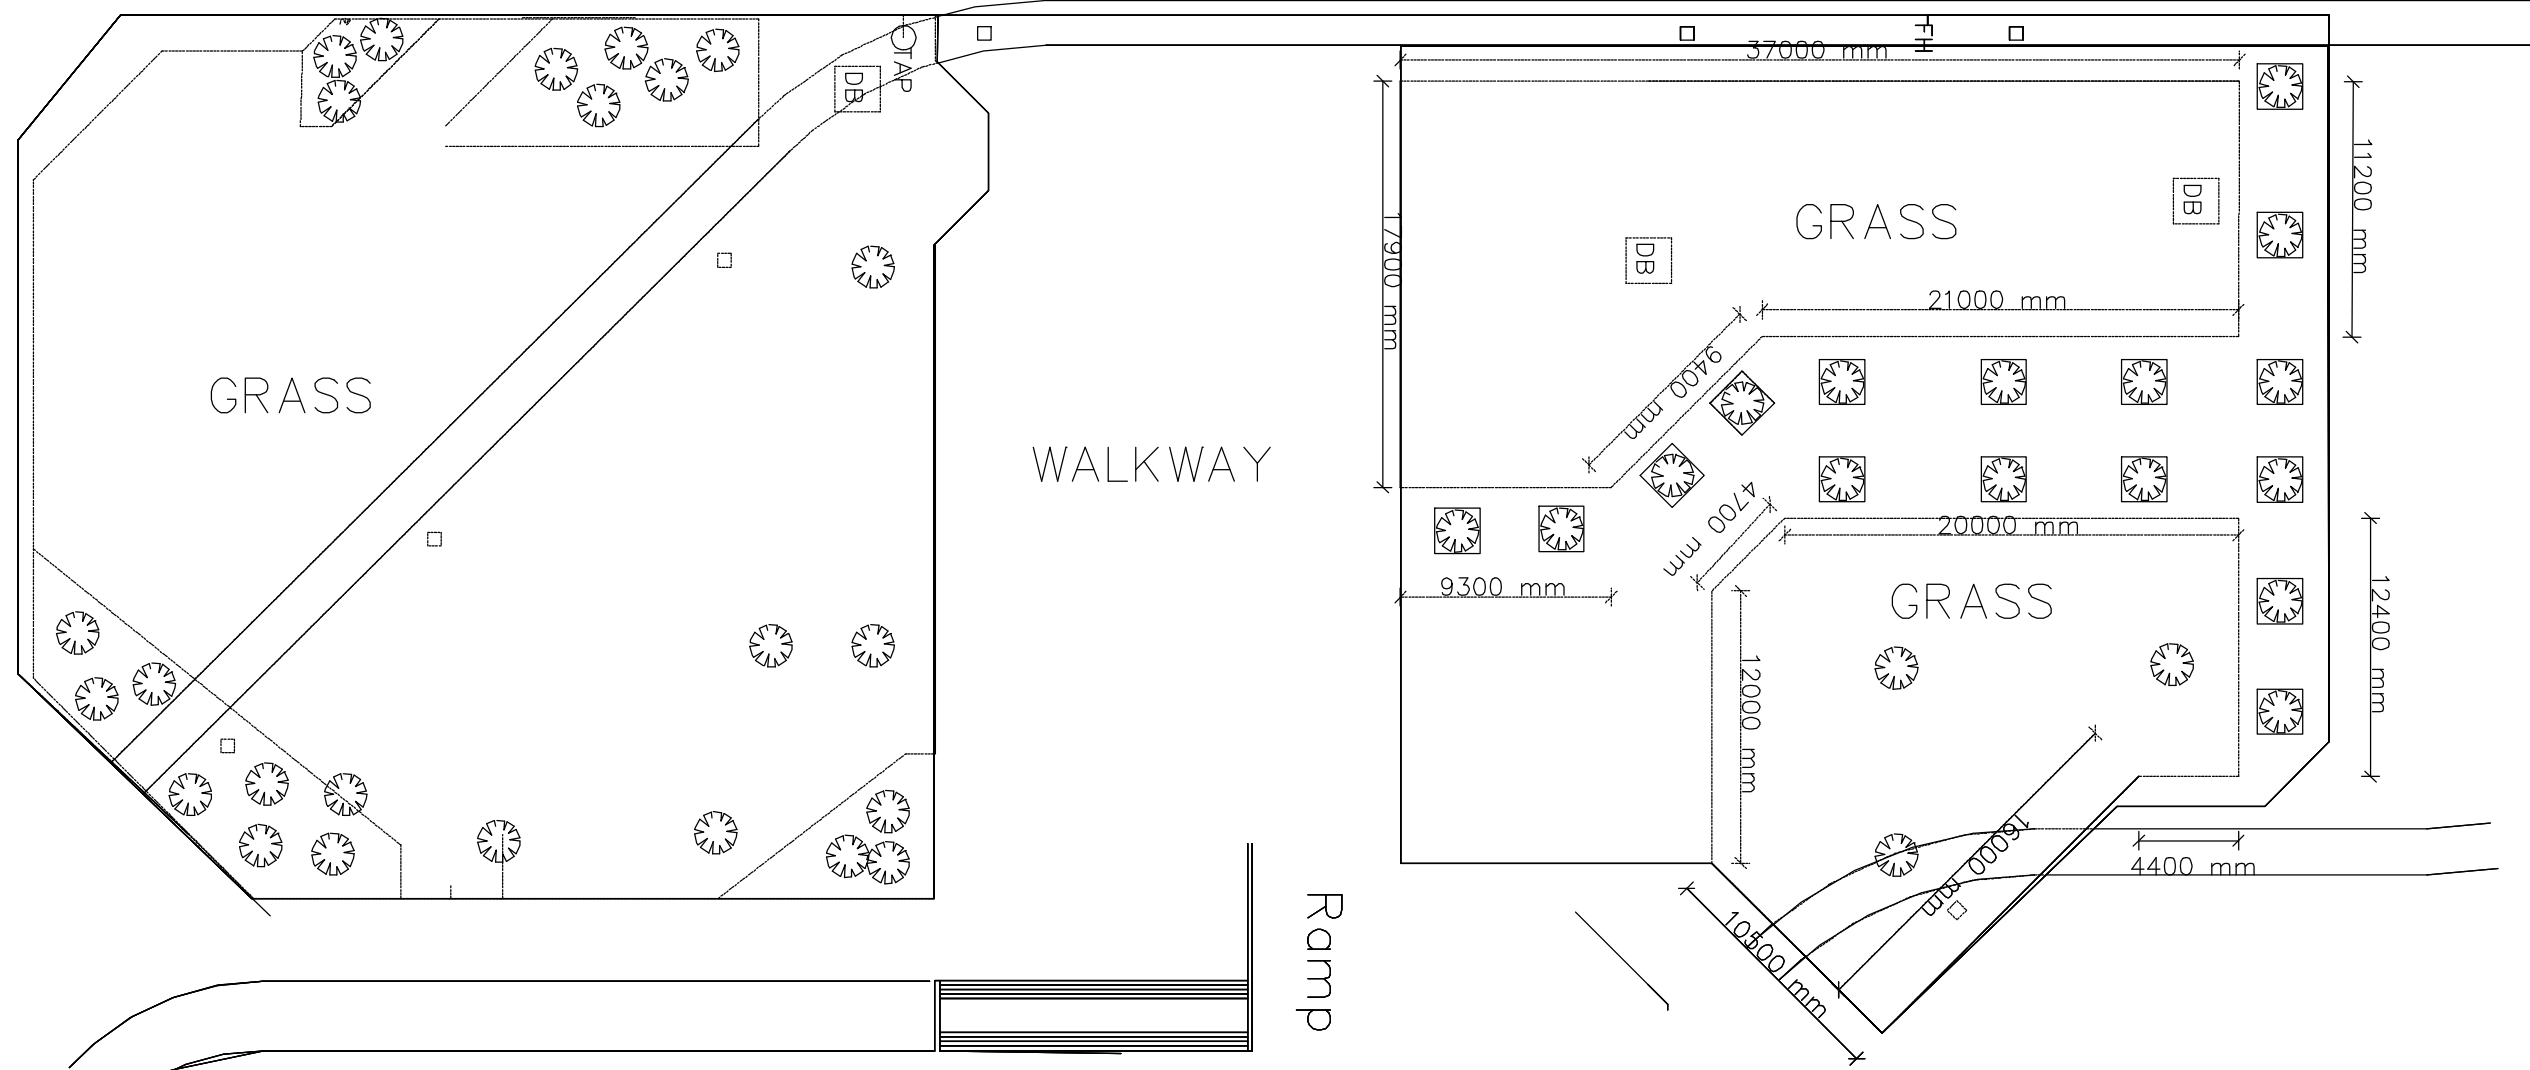 TAP
DB
FH
37000 mm
11200 mm
DB
GRASS
DB
17900 mm
21000 mm
9400 mm
GRASS
WALKWAY
4700 mm
20000 mm
9300 mm
GRASS
12400 mm
12000 mm
16000 mm
4400 mm
10500 mm
Ramp